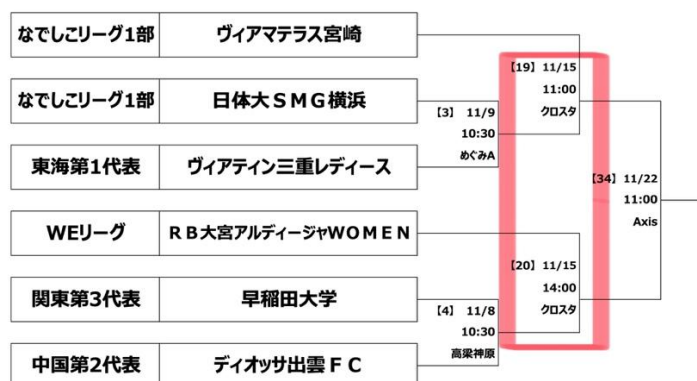 なでしこリーグ1部 ヴィアマテラス宮崎
【19】 11/15
11:00
クロスタ
なでしこリーグ1部 日体大ＳＭＧ横浜
【3】 11/9
10:30
めぐみA
東海第1代表 ヴィアティン三重レディース
【34】 11/22
11:00
Axis
WEリーグ ＲＢ大宮アルディージャＷＯＭＥＮ
【20】 11/15
14:00
クロスタ
関東第3代表 早稲田大学
【4】 11/8
10:30
高梁神原
中国第2代表 ディオッサ出雲ＦＣ